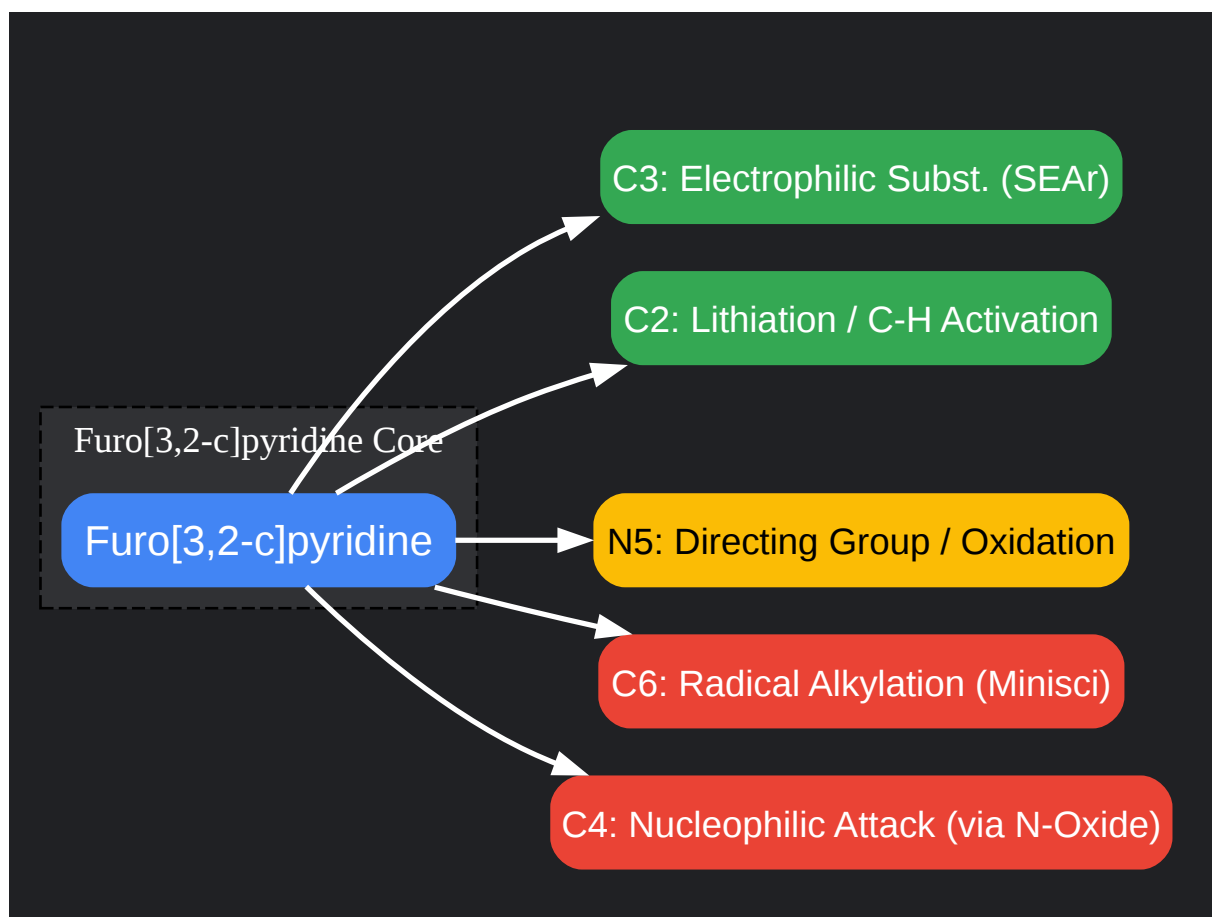 C3: Electrophilic Subst. (SEAr)
C2: Lithiation / C-H Activation
Furo[3,2-c]pyridine Core
Furo[3,2-c]pyridine
N5: Directing Group / Oxidation
C6: Radical Alkylation (Minisci)
C4: Nucleophilic Attack (via N-Oxide)